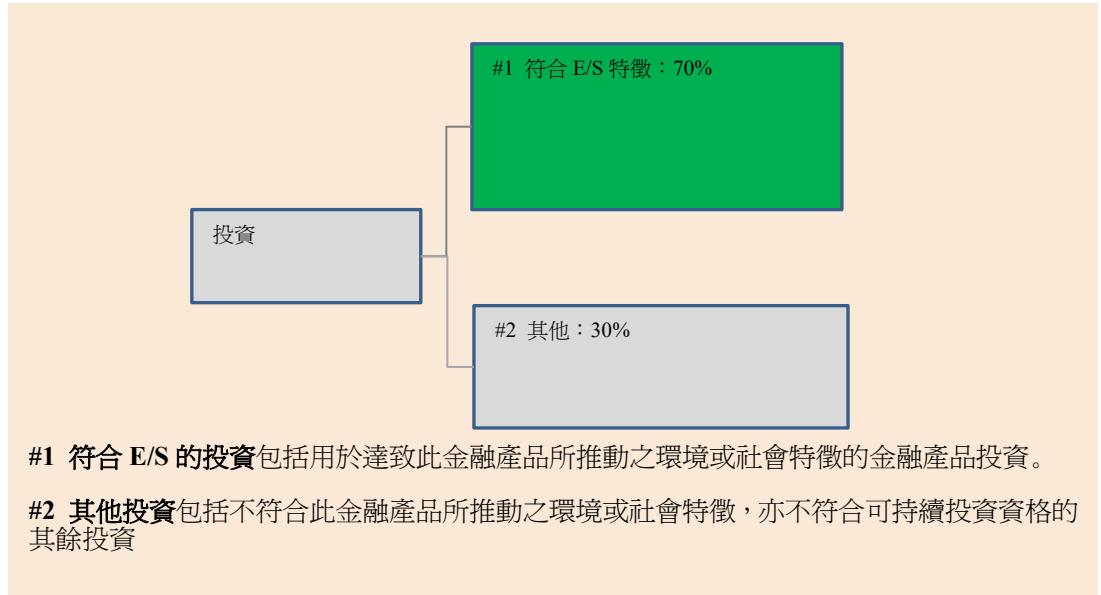 #1 符合 E/S 特徵：70%
投資
#2 其他：30%
#1 符合 E/S 的投資包括用於達致此金融產品所推動之環境或社會特徵的金融產品投資。
#2 其他投資包括不符合此金融產品所推動之環境或社會特徵，亦不符合可持續投資資格的
其餘投資